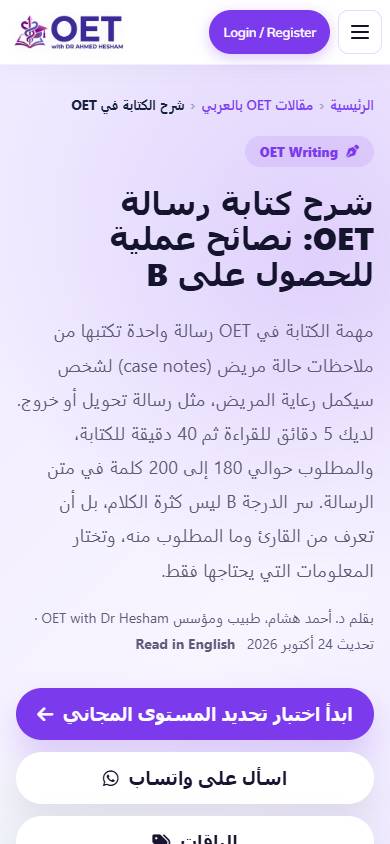 OET
with DR AHMED HESHAM
Login / Register
الرئيسية › مقالات OET بالعربي › شرح الكتابة في OET
OET Writing
شرح كتابة رسالة
OET: نصائح عملية
للحصول على B
مهمة الكتابة في OET رسالة واحدة تكتبها من
ملاحظات حالة مريض (case notes) لشخص
سيكمل رعاية المريض، مثل رسالة تحويل أو خروج.
لديك 5 دقائق للقراءة ثم 40 دقيقة للكتابة،
والمطلوب حوالي 180 إلى 200 كلمة في متن
الرسالة. سر الدرجة B ليس كثرة الكلام، بل أن
تعرف من القارئ وما المطلوب منه، وتختار
المعلومات التي يحتاجها فقط.
بقلم د. أحمد هشام، طبيب ومؤسس OET with Dr Hesham ·
تحديث 24 أكتوبر 2026 Read in English
ابدأ اختبار تحديد المستوى المجاني
اسأل على واتساب
الباقات